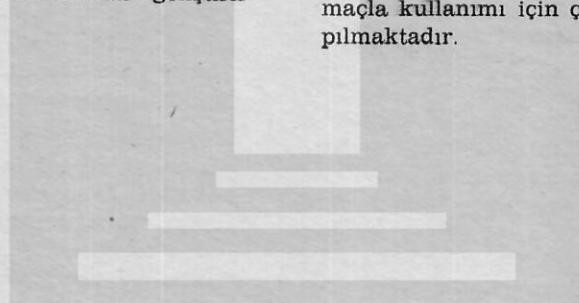 maçla kullanımı için ç
pılmaktadır.